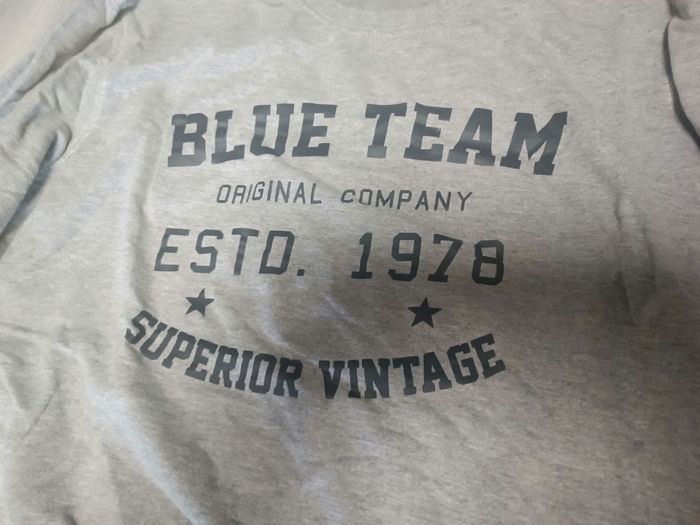 BLUE TEAM
ORIGINAL COMPANY
ESTD. 1978
SUPERIOR VINTAGE